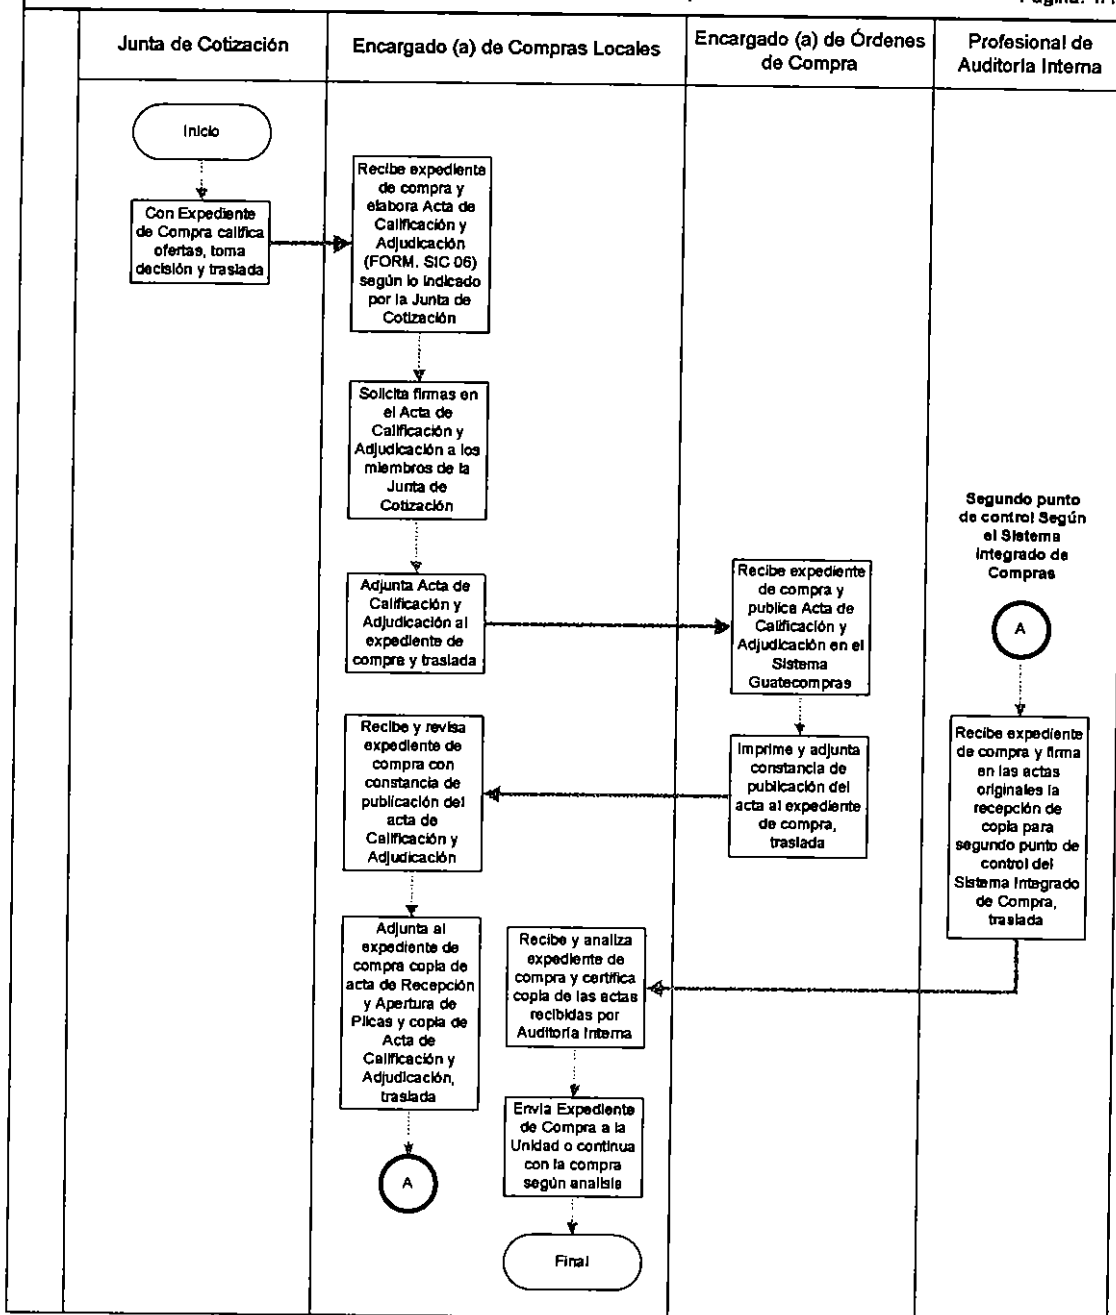 Junta de Cotización
Encargado (a) de Compras Locales
Encargado (a) de Órdenes
de Compra
Profesional de
Auditoría Interna
Inicio
Con Expediente
de Compra califica
ofertas, toma
decisión y traslada
Recibe expediente
de compra y
elabora Acta de
Calificación y
Adjudicación
(FORM. SIC 06)
según lo indicado
por la Junta de
Cotización
Solicita firmas en
el Acta de
Calificación y
Adjudicación a los
miembros de la
Junta de
Cotización
Adjunta Acta de
Calificación y
Adjudicación al
expediente de
compra y traslada
Recibe expediente
de compra y
publica Acta de
Calificación y
Adjudicación en el
Sistema
Guatecompras
Imprime y adjunta
constancia de
publicación del
acta al expediente
de compra,
traslada
Recibe y revisa
expediente de
compra con
constancia de
publicación del
acta de
Calificación y
Adjudicación
Adjunta al
expediente de
compra copia de
acta de Recepción
y Apertura de
Plicas y copia de
Acta de
Calificación y
Adjudicación,
traslada
A
Segundo punto
de control Según
el Sistema
Integrado de
Compras
A
Recibe expediente
de compra y firma
en las actas
originales la
recepción de
copia para
segundo punto de
control del
Sistema Integrado
de Compra,
traslada
Recibe y analiza
expediente de
compra y certifica
copia de las actas
recibidas por
Auditoría Interna
Envía Expediente
de Compra a la
Unidad o continua
con la compra
según analisis
Final